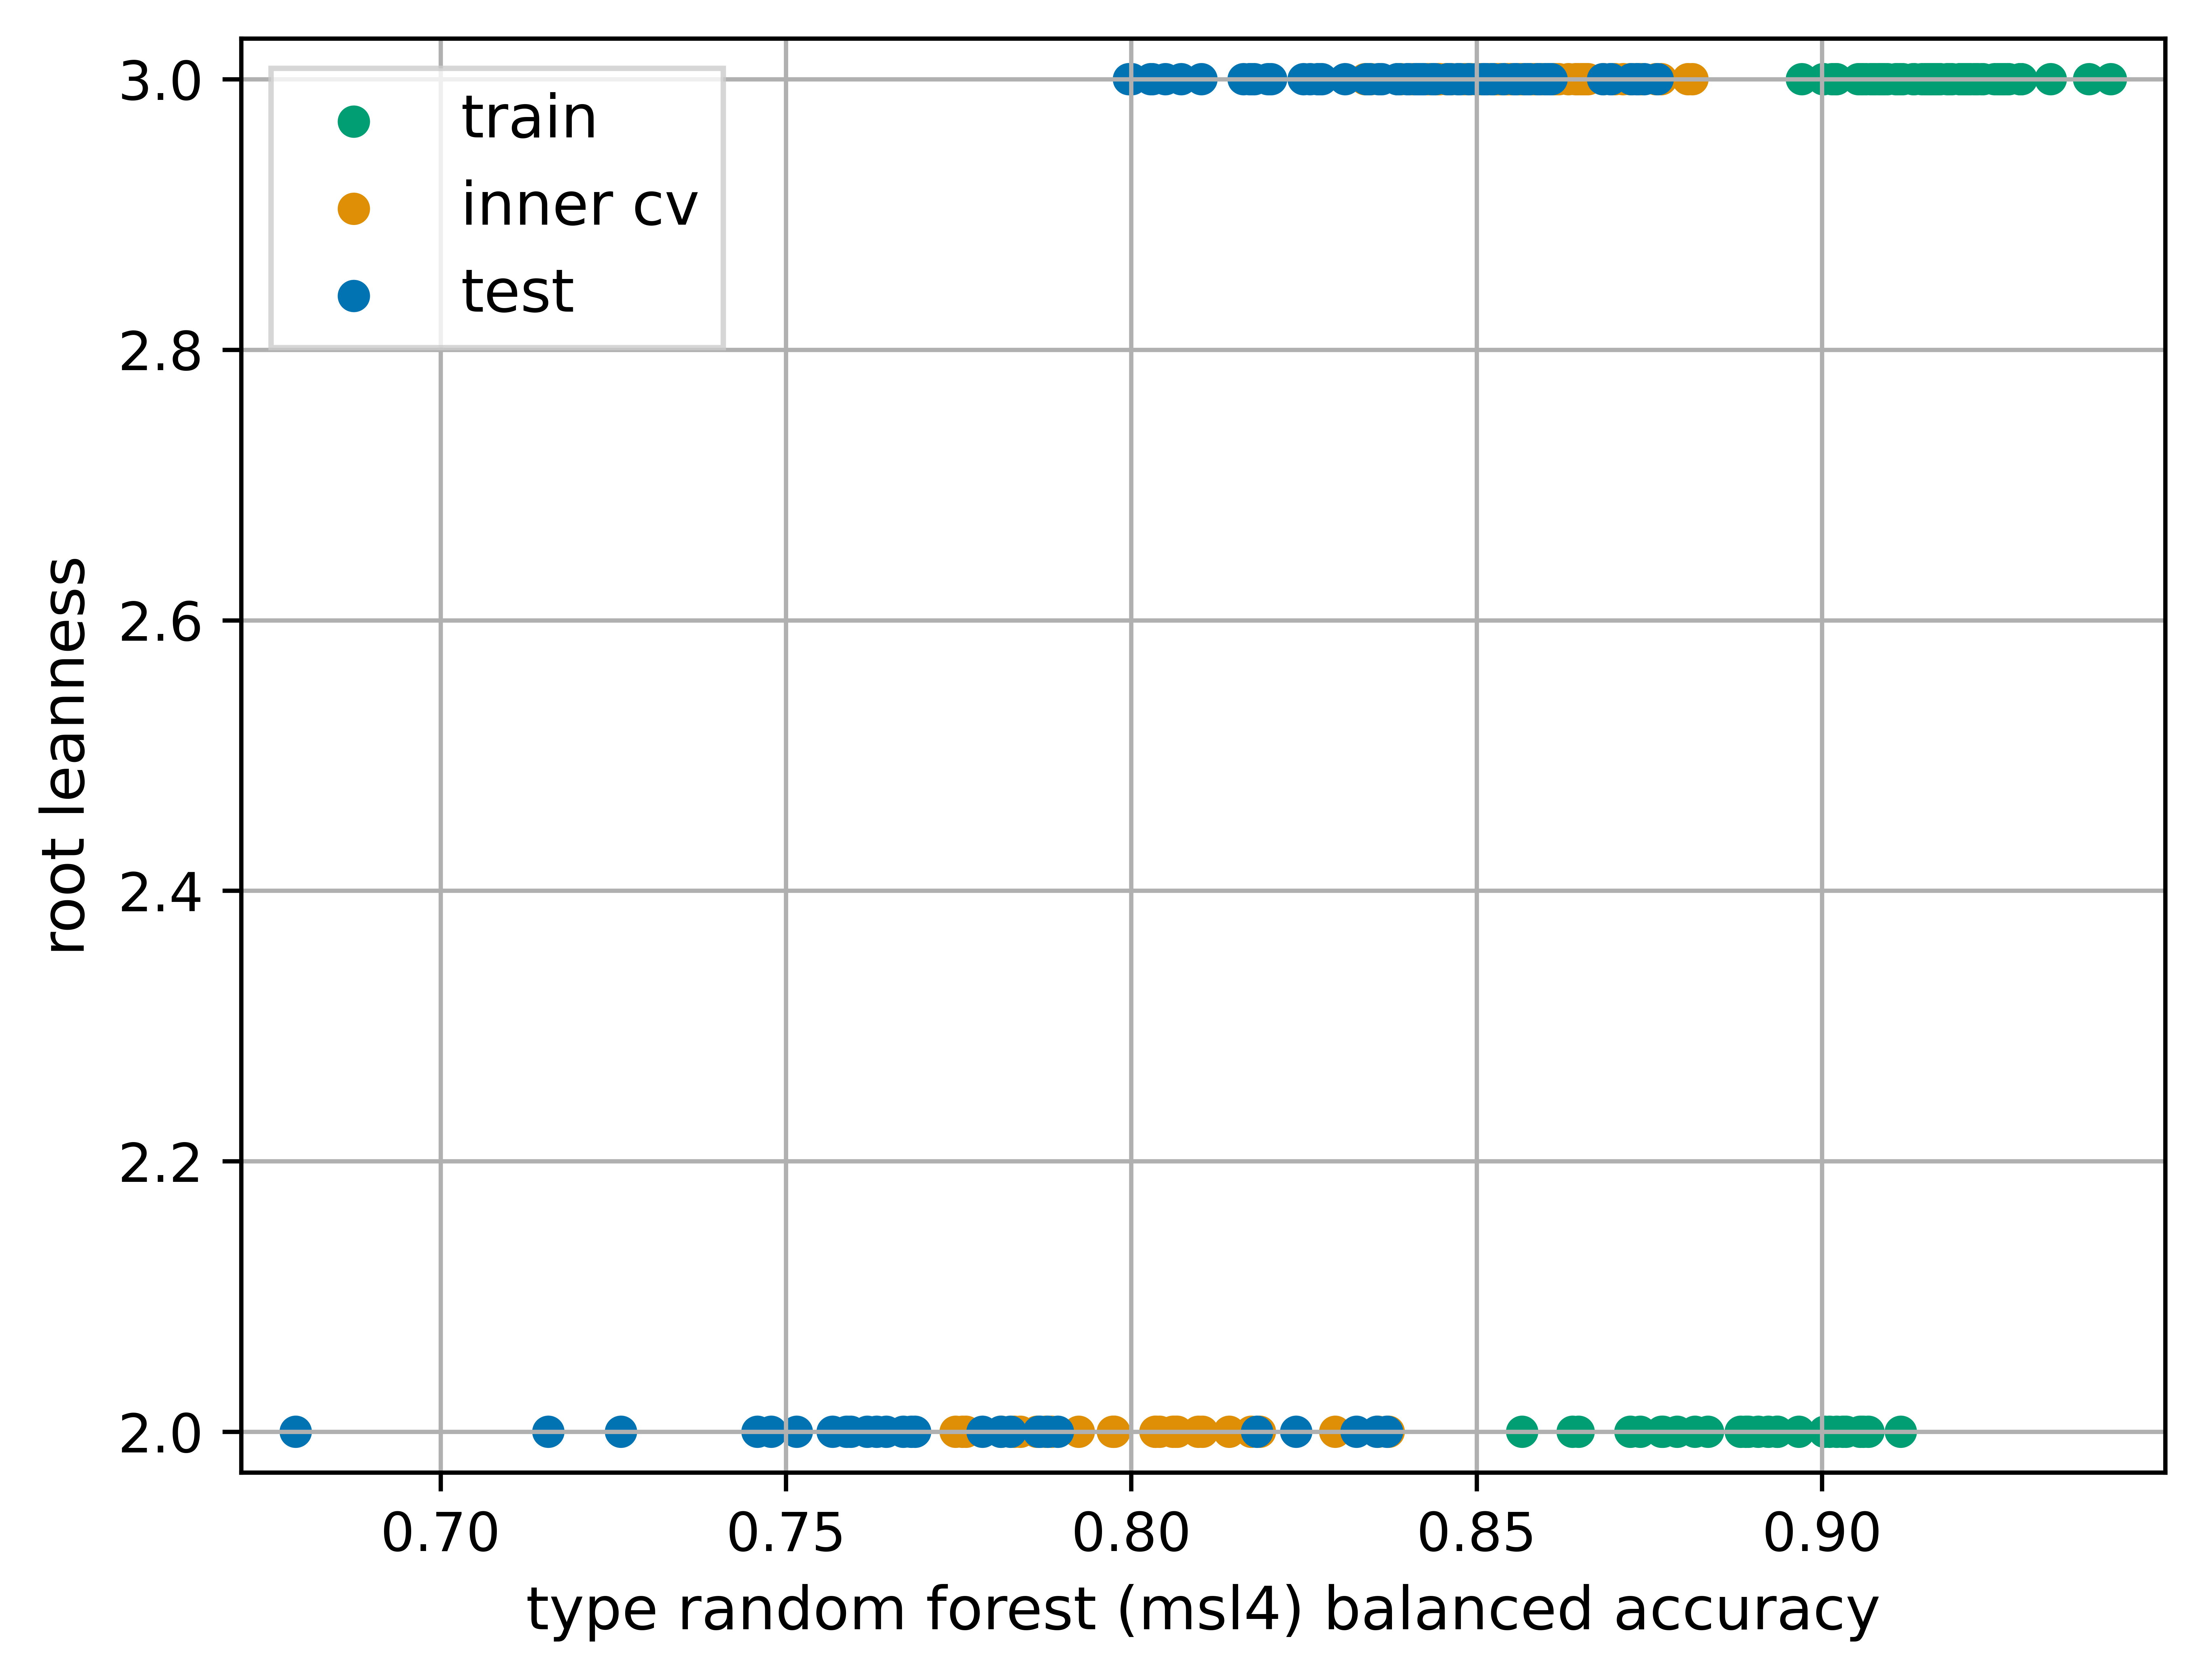 3.0
2.8
2.6
2.4
2.2
2.0
root leanness
train
inner cv
test
0.70 0.75 0.80 0.85 0.90
type random forest (msl4) balanced accuracy